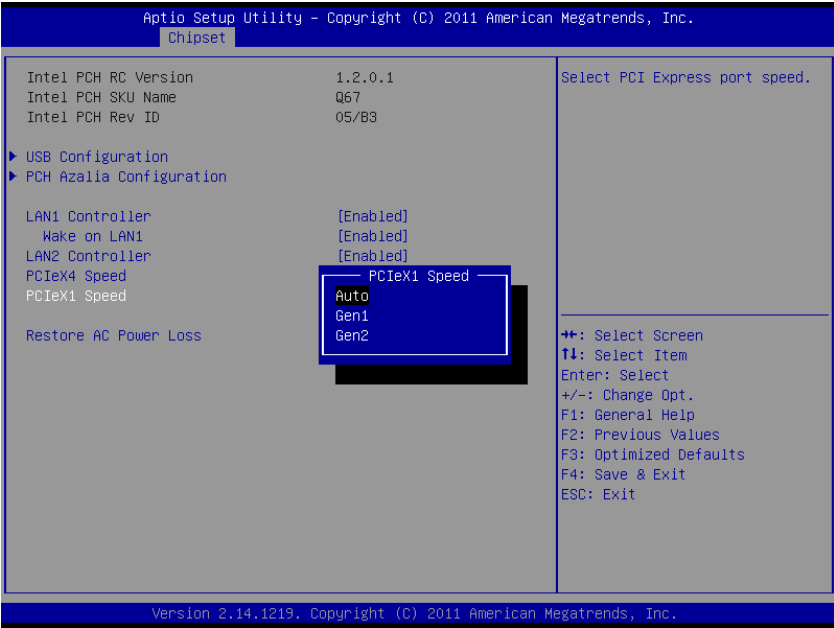 Aptio Setup Utility – Copyright (C) 2011 American Megatrends, Inc.
Chipset
Intel PCH RC Version 1.2.0.1
Intel PCH SKU Name Q67
Intel PCH Rev ID 05/B3
USB Configuration
PCH Azalia Configuration
LAN1 Controller [Enabled]
Wake on LAN1 [Enabled]
LAN2 Controller [Enabled]
PCIeX4 Speed
PCIeX1 Speed
Restore AC Power Loss
PCIeX1 Speed
Auto
Gen1
Gen2
Select PCI Express port speed.
→←: Select Screen
↑↓: Select Item
Enter: Select
+/-: Change Opt.
F1: General Help
F2: Previous Values
F3: Optimized Defaults
F4: Save & Exit
ESC: Exit
Version 2.14.1219. Copyright (C) 2011 American Megatrends, Inc.